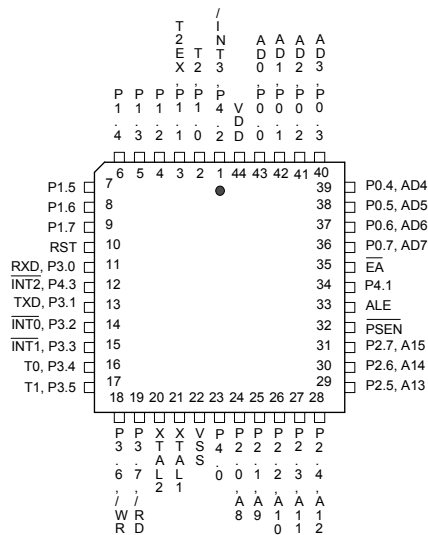 P1.4
P1.3
P1.2
T2EX,P1.1
T2,P1.0
/INT3,P4.2
VDD
AD0,P0.0
AD1,P0.1
AD2,P0.2
AD3,P0.3
6 5 4 3 2 1 44 43 42 41 40
P1.5 7
P1.6 8
P1.7 9
RST 10
RXD, P3.0 11
INT2, P4.3 12
TXD, P3.1 13
INT0, P3.2 14
INT1, P3.3 15
T0, P3.4 16
T1, P3.5 17
39 P0.4, AD4
38 P0.5, AD5
37 P0.6, AD6
36 P0.7, AD7
35 EA
34 P4.1
33 ALE
32 PSEN
31 P2.7, A15
30 P2.6, A14
29 P2.5, A13
18 19 20 21 22 23 24 25 26 27 28
P3.6,/WR
P3.7,/RD
XTAL2
XTAL1
VSS
P4.0
P2.0,A8
P2.1,A9
P2.2,A10
P2.3,A11
P2.4,A12